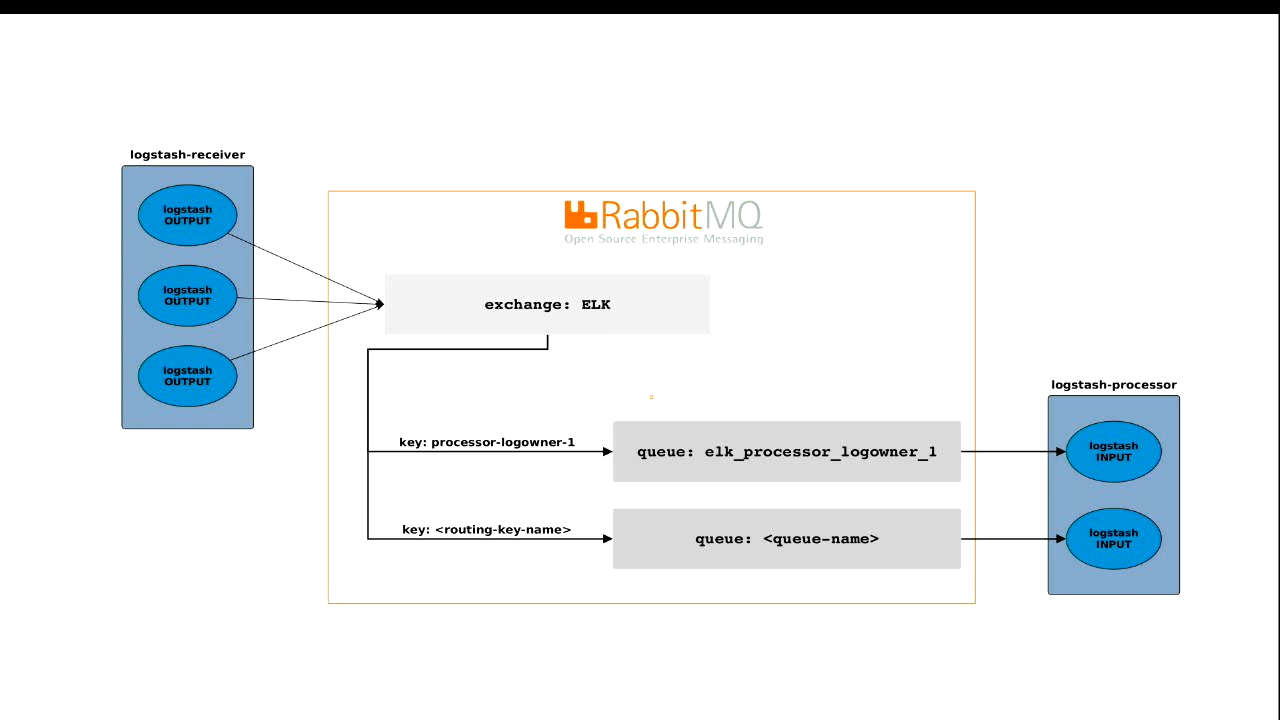 logstash-receiver
logstash
OUTPUT
logstash
OUTPUT
logstash
OUTPUT
RabbitMQ
Open Source Enterprise Messaging
exchange: ELK
key: processor-logowner-1
queue: elk_processor_logowner_1
key: <routing-key-name>
queue: <queue-name>
logstash-processor
logstash
INPUT
logstash
INPUT